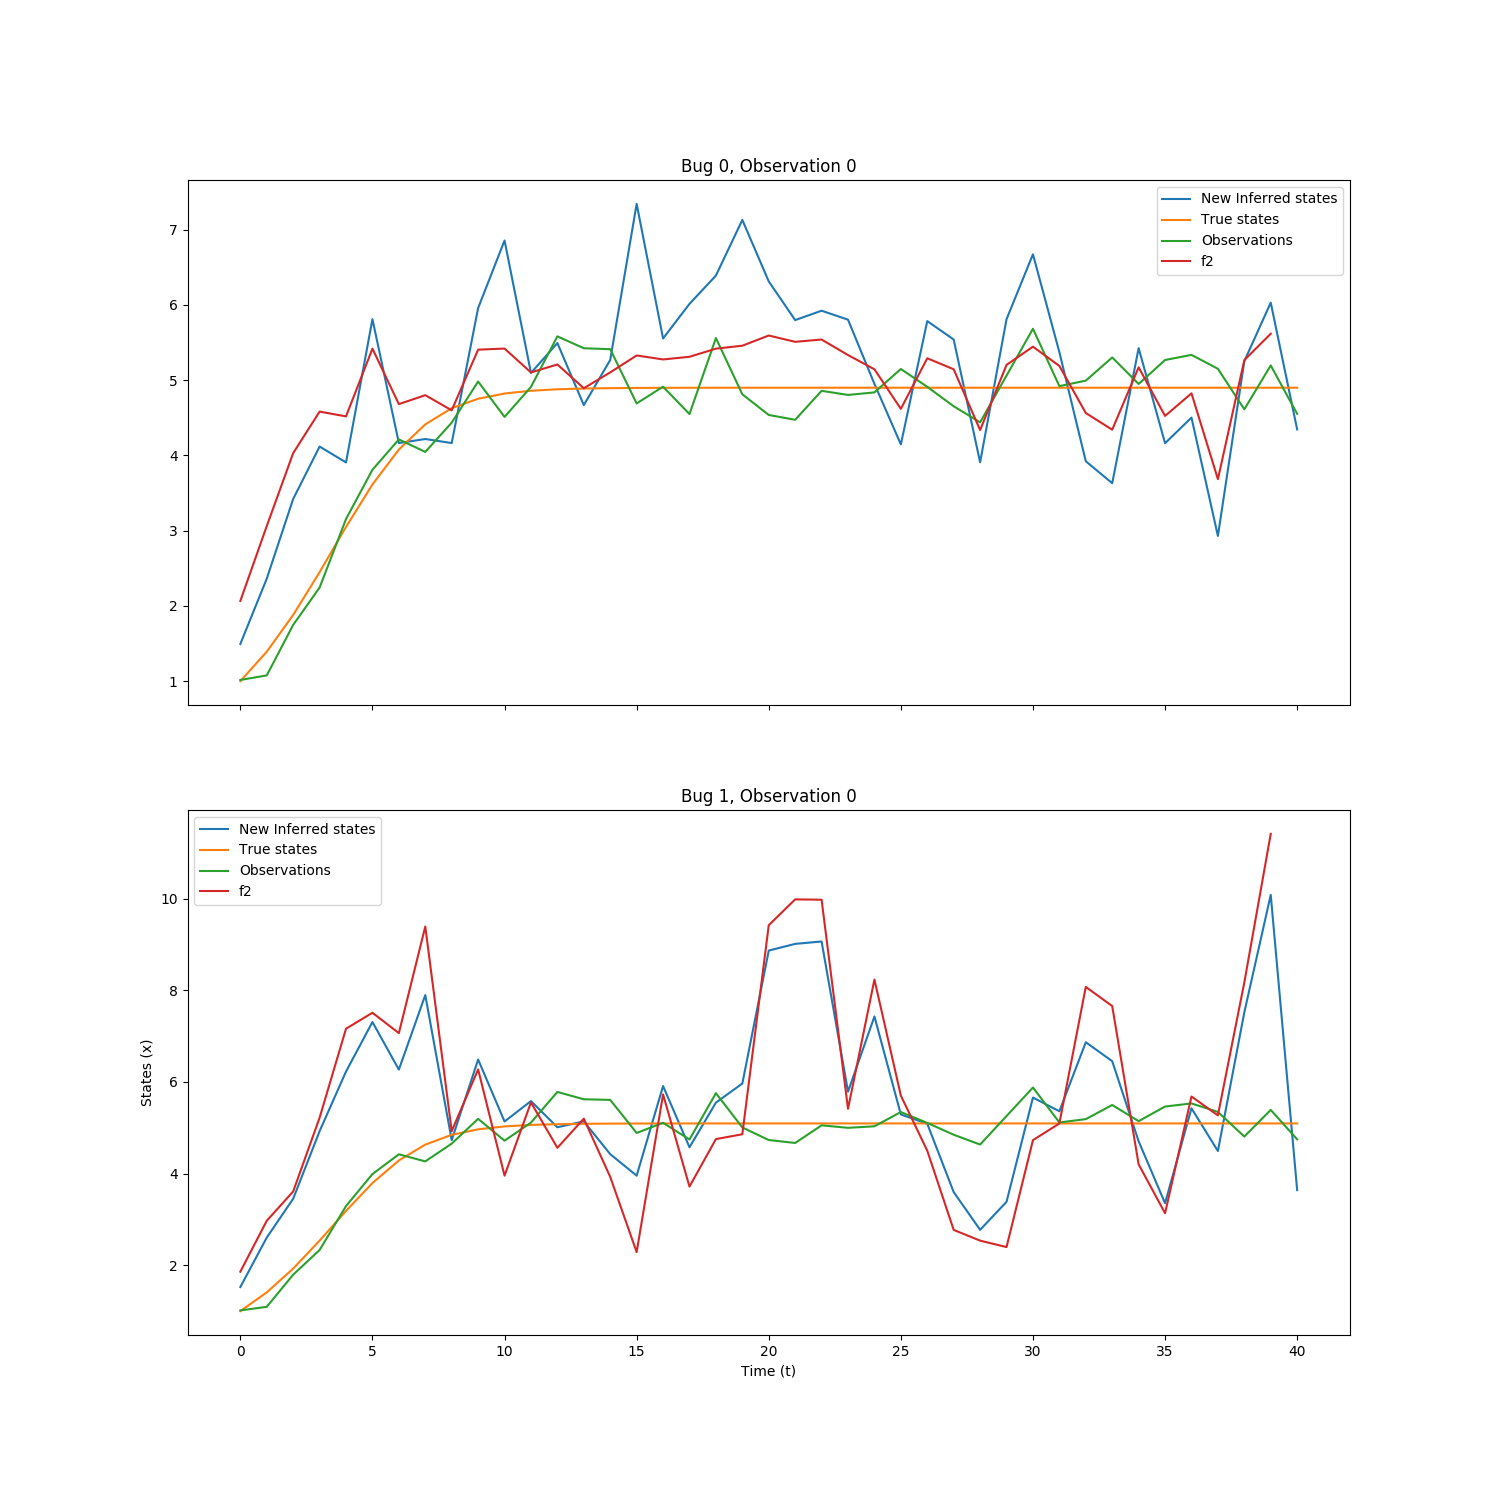 Bug 0, Observation 0
New Inferred states
True states
Observations
f2
7
6
5
4
3
2
1
Bug 1, Observation 0
New Inferred states
True states
Observations
f2
10
8
6
4
2
States (x)
0 5 10 15 20 25 30 35 40
Time (t)